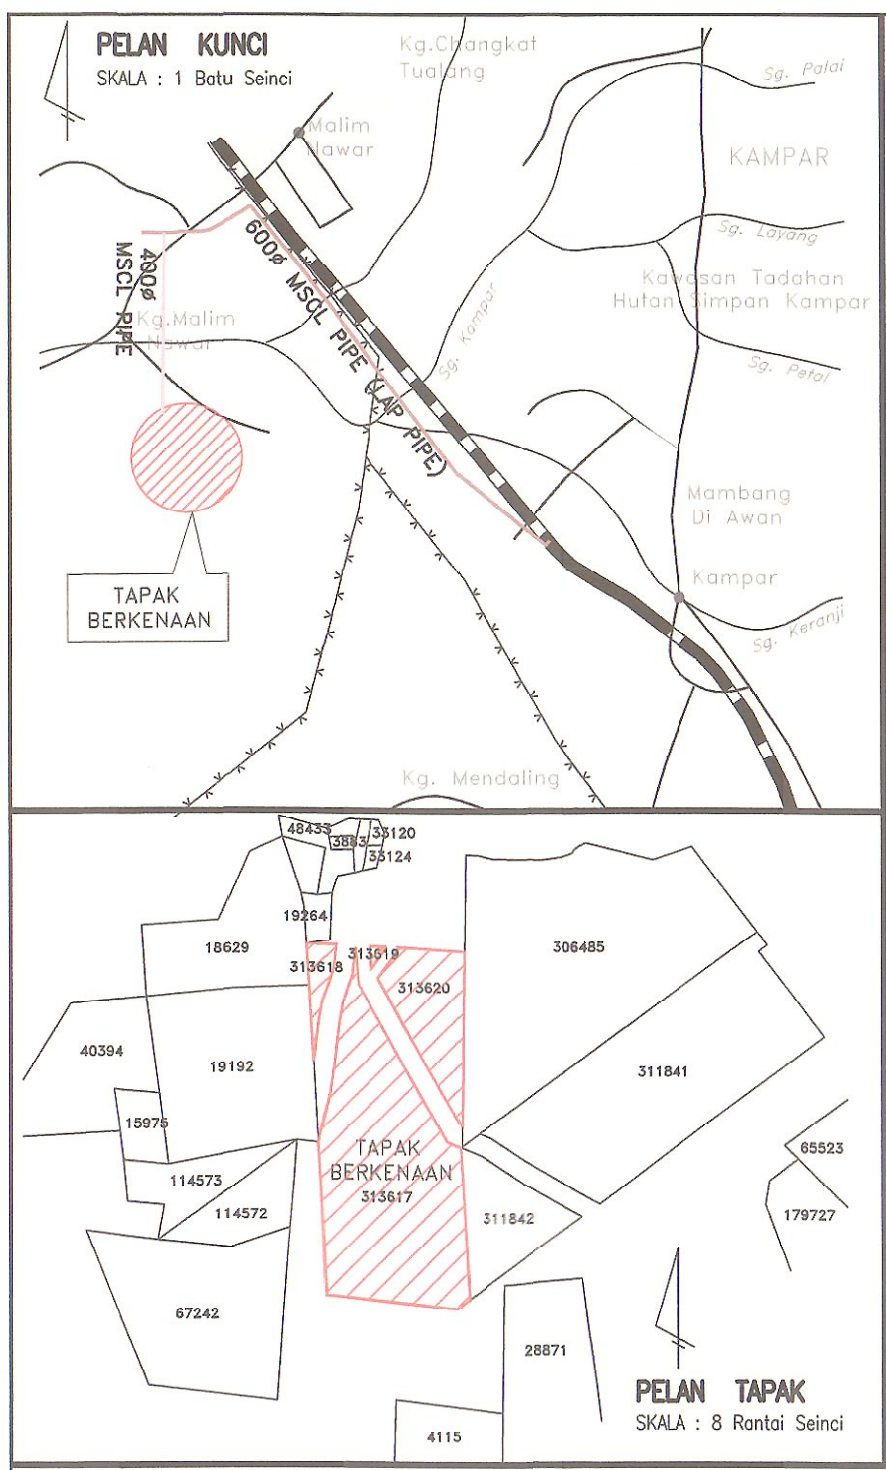 PELAN KUNCI
SKALA : 1 Batu Seinci
Kg.Changkat
Tualang
Sg. Palai
Malim
Nawar
KAMPAR
Sg. Layang
600ø MSCL PIPE (LAP PIPE)
400ø
MSCL PIPE
Kawasan Tadahan
Hutan Simpan Kampar
Kg.Malim
Nawar
Sg. Kampar
Sg. Petal
Mambang
Di Awan
Kampar
TAPAK
BERKENAAN
Sg. Keranji
Kg. Mendaling
48433
3883
33120
33124
19264
18629
313618
313619
313620
306485
40394
19192
311841
15975
TAPAK
BERKENAAN
313617
65523
114573
114572
311842
179727
67242
28871
PELAN TAPAK
SKALA : 8 Rantai Seinci
4115